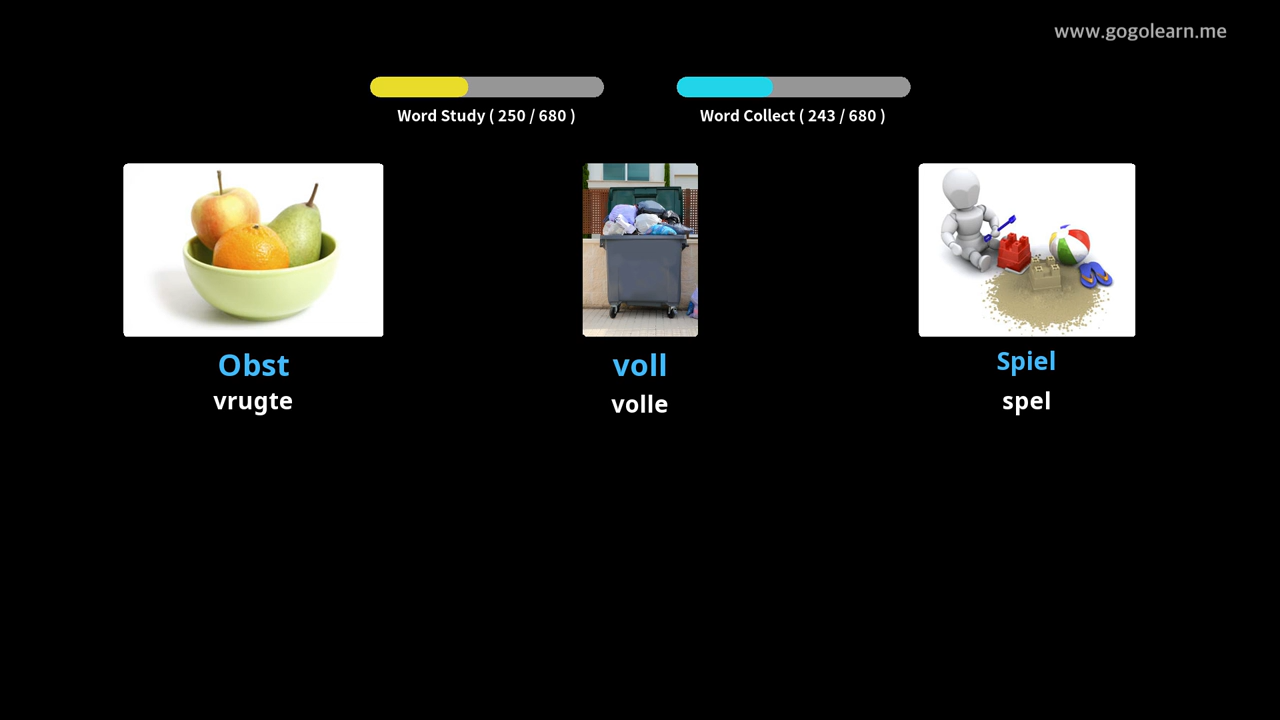 www.gogolearn.me
Word Study ( 250 / 680 )
Word Collect ( 243 / 680 )
Obst
vrugte
voll
volle
Spiel
spel